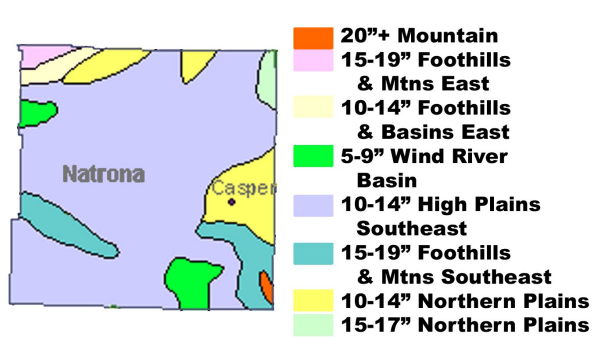 Natrona
Casper
20”+ Mountain
15-19” Foothills
& Mtns East
10-14” Foothills
& Basins East
5-9” Wind River
Basin
10-14” High Plains
Southeast
15-19” Foothills
& Mtns Southeast
10-14” Northern Plains
15-17” Northern Plains